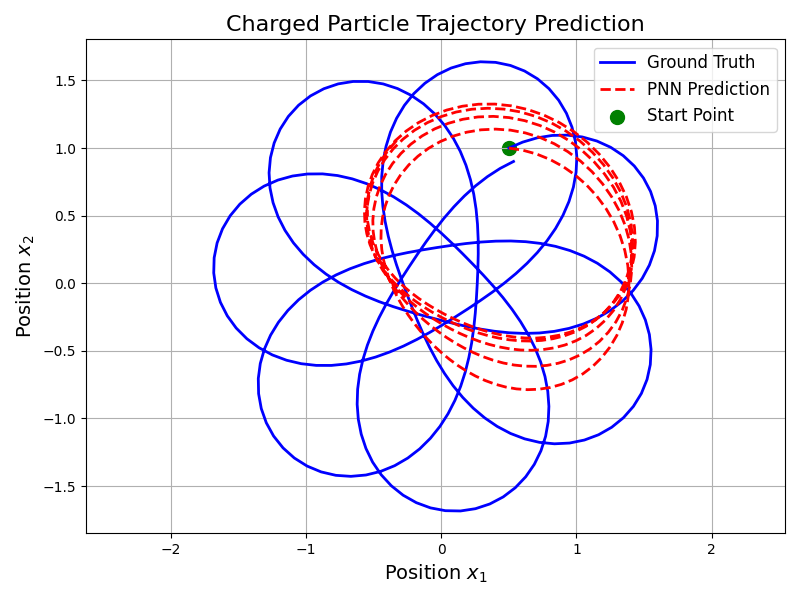 Charged Particle Trajectory Prediction
Ground Truth
PNN Prediction
Start Point
1.5
1.0
0.5
0.0
−0.5
−1.0
−1.5
Position x₂
−2
−1
0
1
2
Position x₁